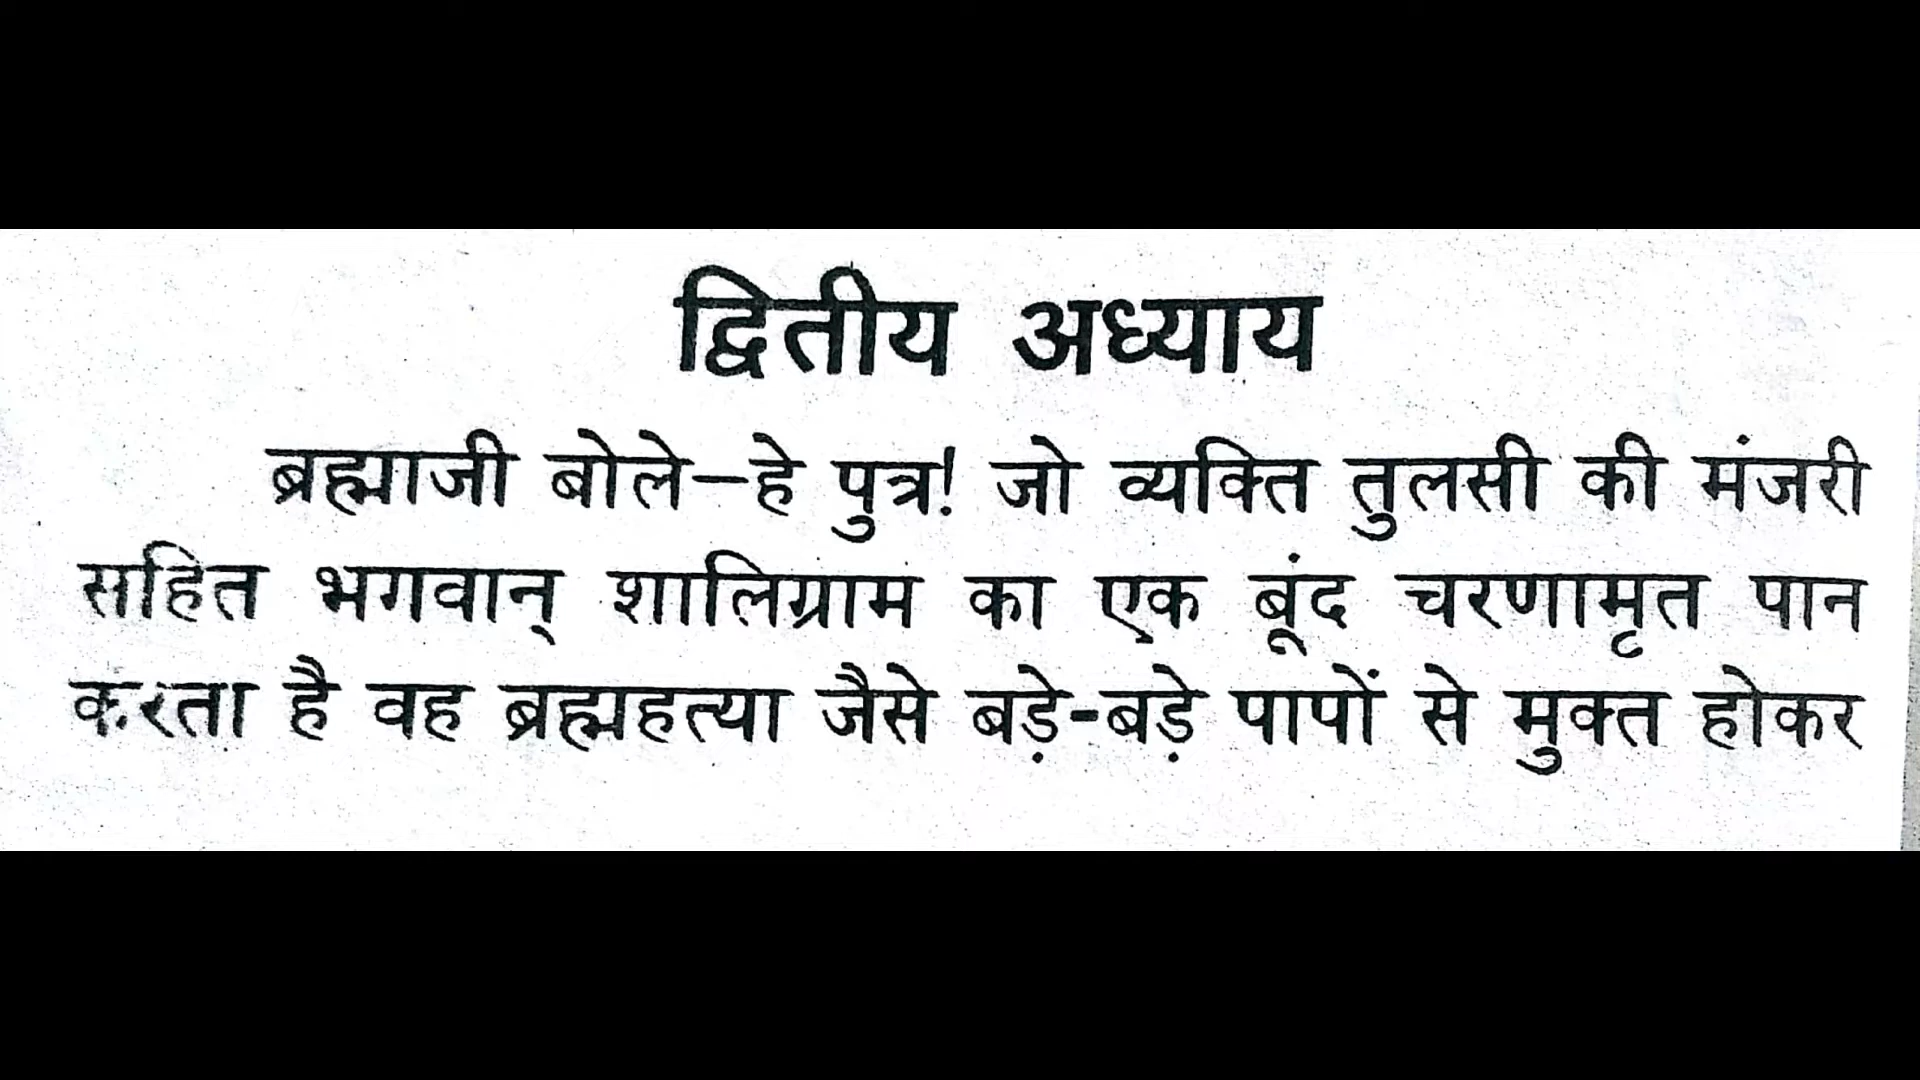 द्वितीय अध्याय
ब्रह्माजी बोले–हे पुत्र! जो व्यक्ति तुलसी की मंजरी
सहित भगवान् शालिग्राम का एक बूंद चरणामृत पान
करता है वह ब्रह्महत्या जैसे बड़े-बड़े पापों से मुक्त होकर